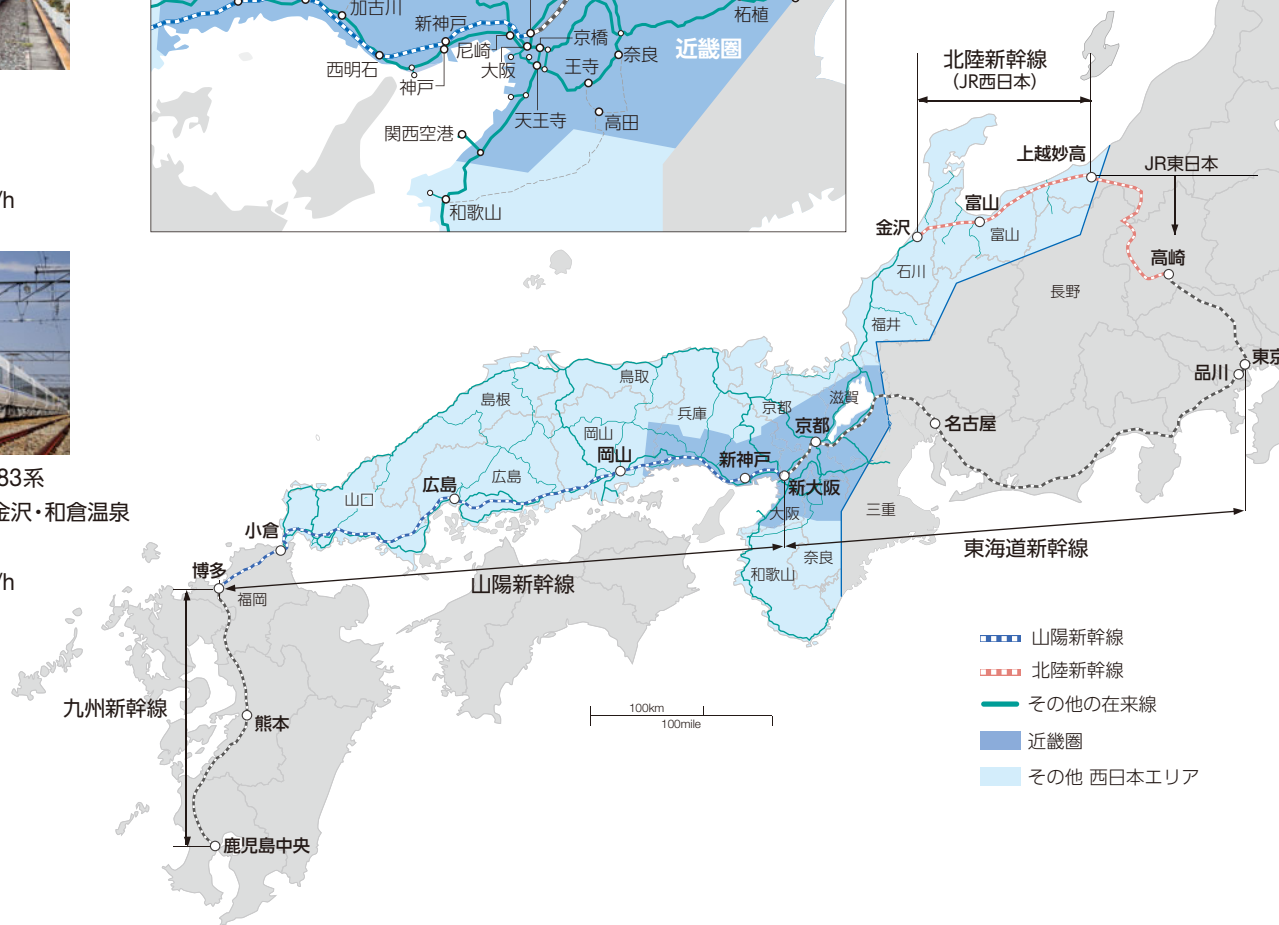 加古川
新神戸
尼崎
京橋
柘植
近畿圏
西明石
大阪
王寺
奈良
神戸
天王寺
高田
関西空港
和歌山
/h
83系
金沢・和倉温泉
/h
北陸新幹線
(JR西日本)
上越妙高
JR東日本
富山
金沢
富山
高崎
石川
長野
福井
東京
品川
鳥取
島根
兵庫
京都
滋賀
京都
名古屋
岡山
岡山
新神戸
広島
広島
新大阪
山口
大阪
三重
小倉
東海道新幹線
奈良
博多
山陽新幹線
和歌山
福岡
九州新幹線
熊本
鹿児島中央
100km
100mile
山陽新幹線
北陸新幹線
その他の在来線
近畿圏
その他 西日本エリア